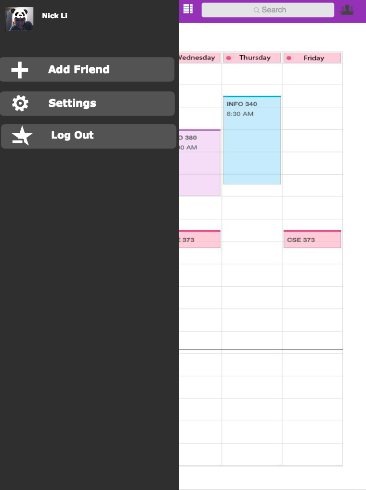 Nick Li
Search
Add Friend
Settings
Log Out
Wednesday Thursday Friday
INFO 340
8:30 AM
O 380
00 AM
E 373
CSE 373